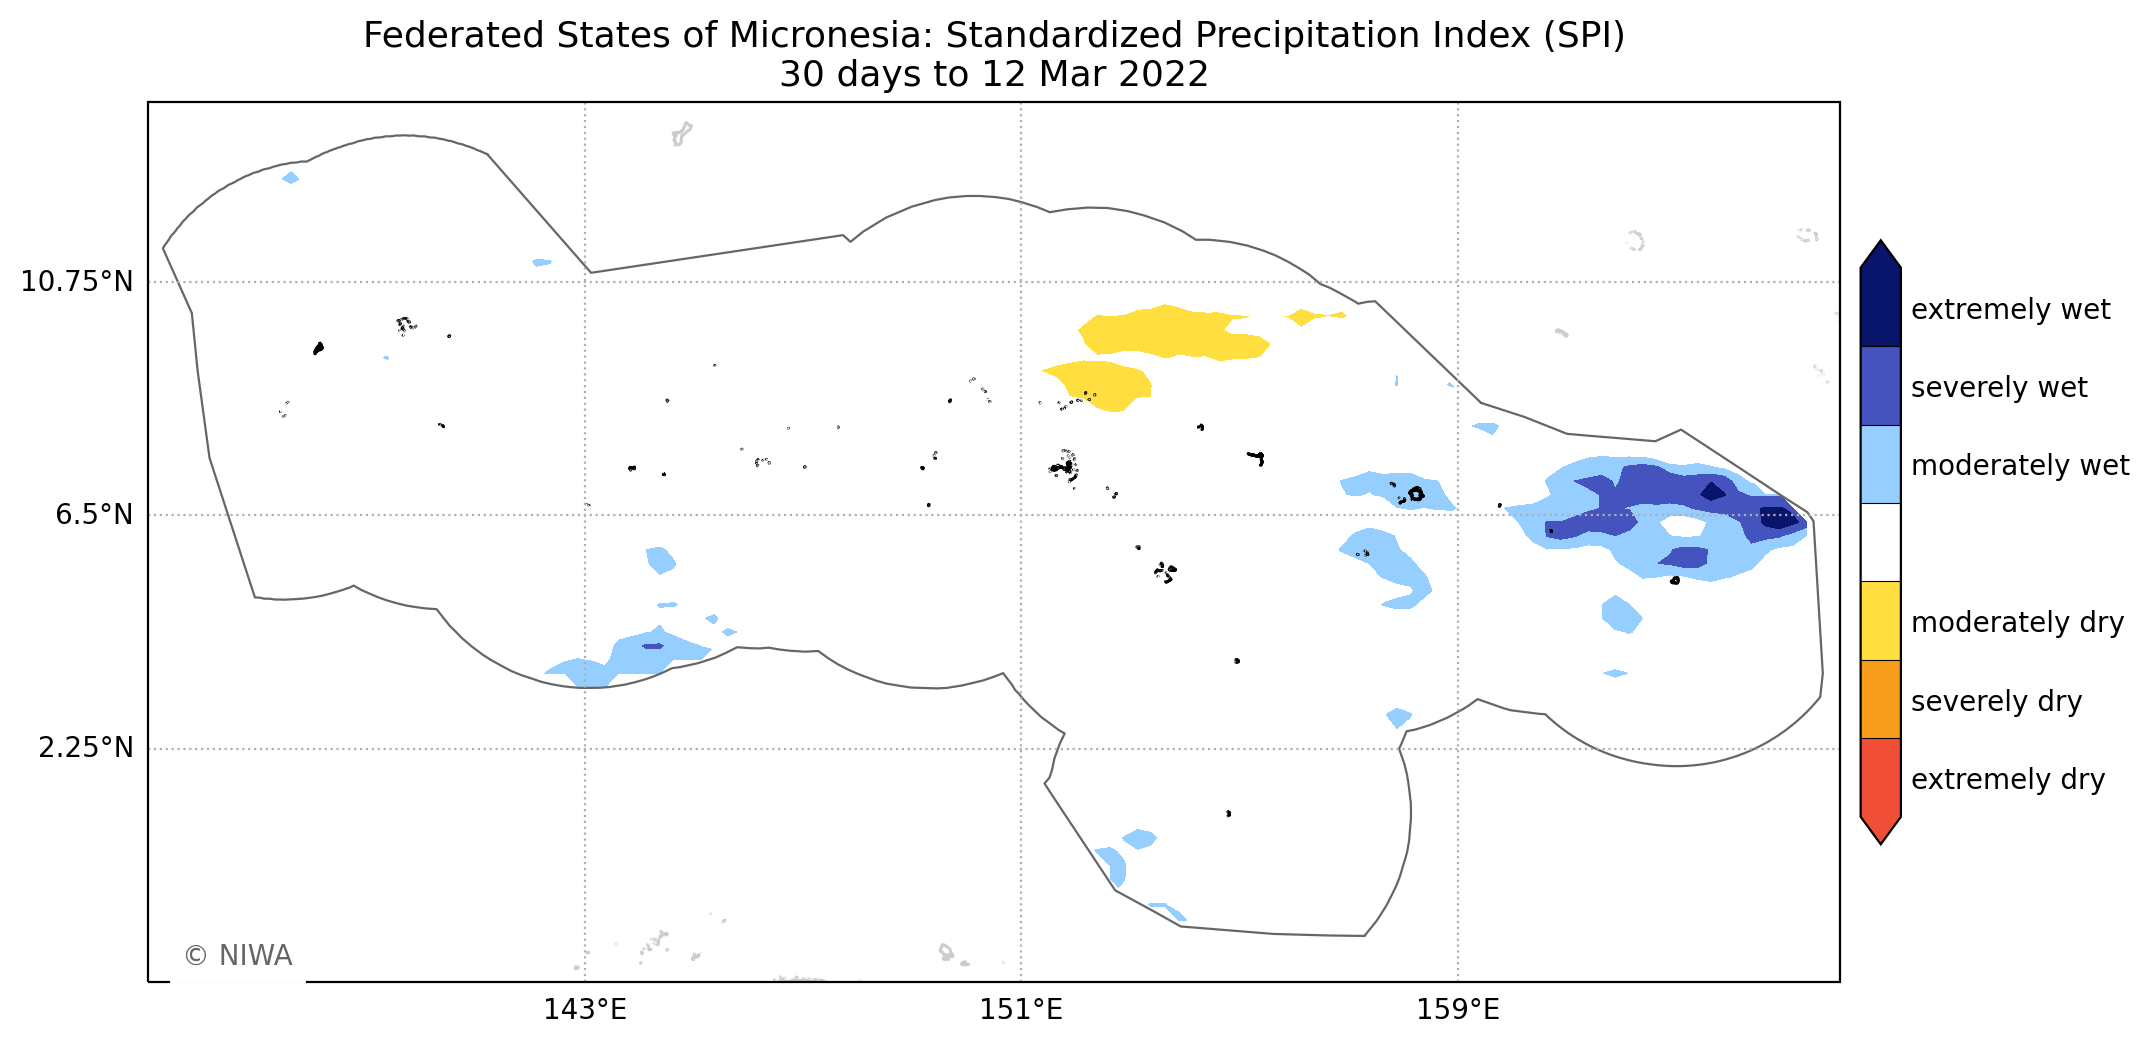 Federated States of Micronesia: Standardized Precipitation Index (SPI)
30 days to 12 Mar 2022
10.75°N
6.5°N
2.25°N
143°E
151°E
159°E
extremely wet
severely wet
moderately wet
moderately dry
severely dry
extremely dry
© NIWA